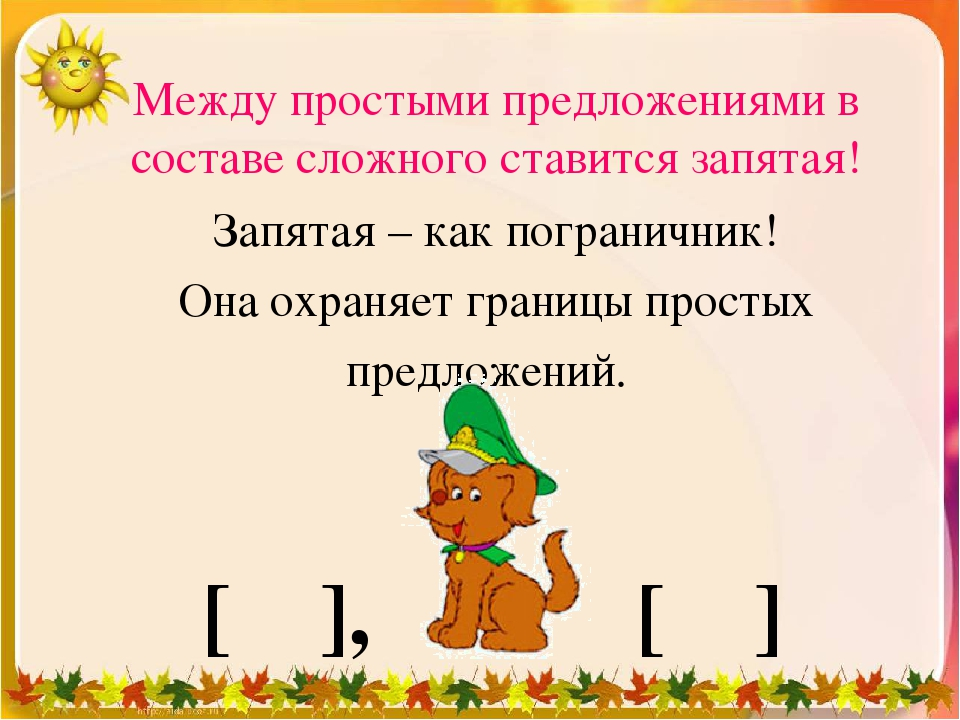 Между простыми предложениями в
составе сложного ставится запятая!
Запятая – как пограничник!
Она охраняет границы простых
предложений.
[ ], [ ]